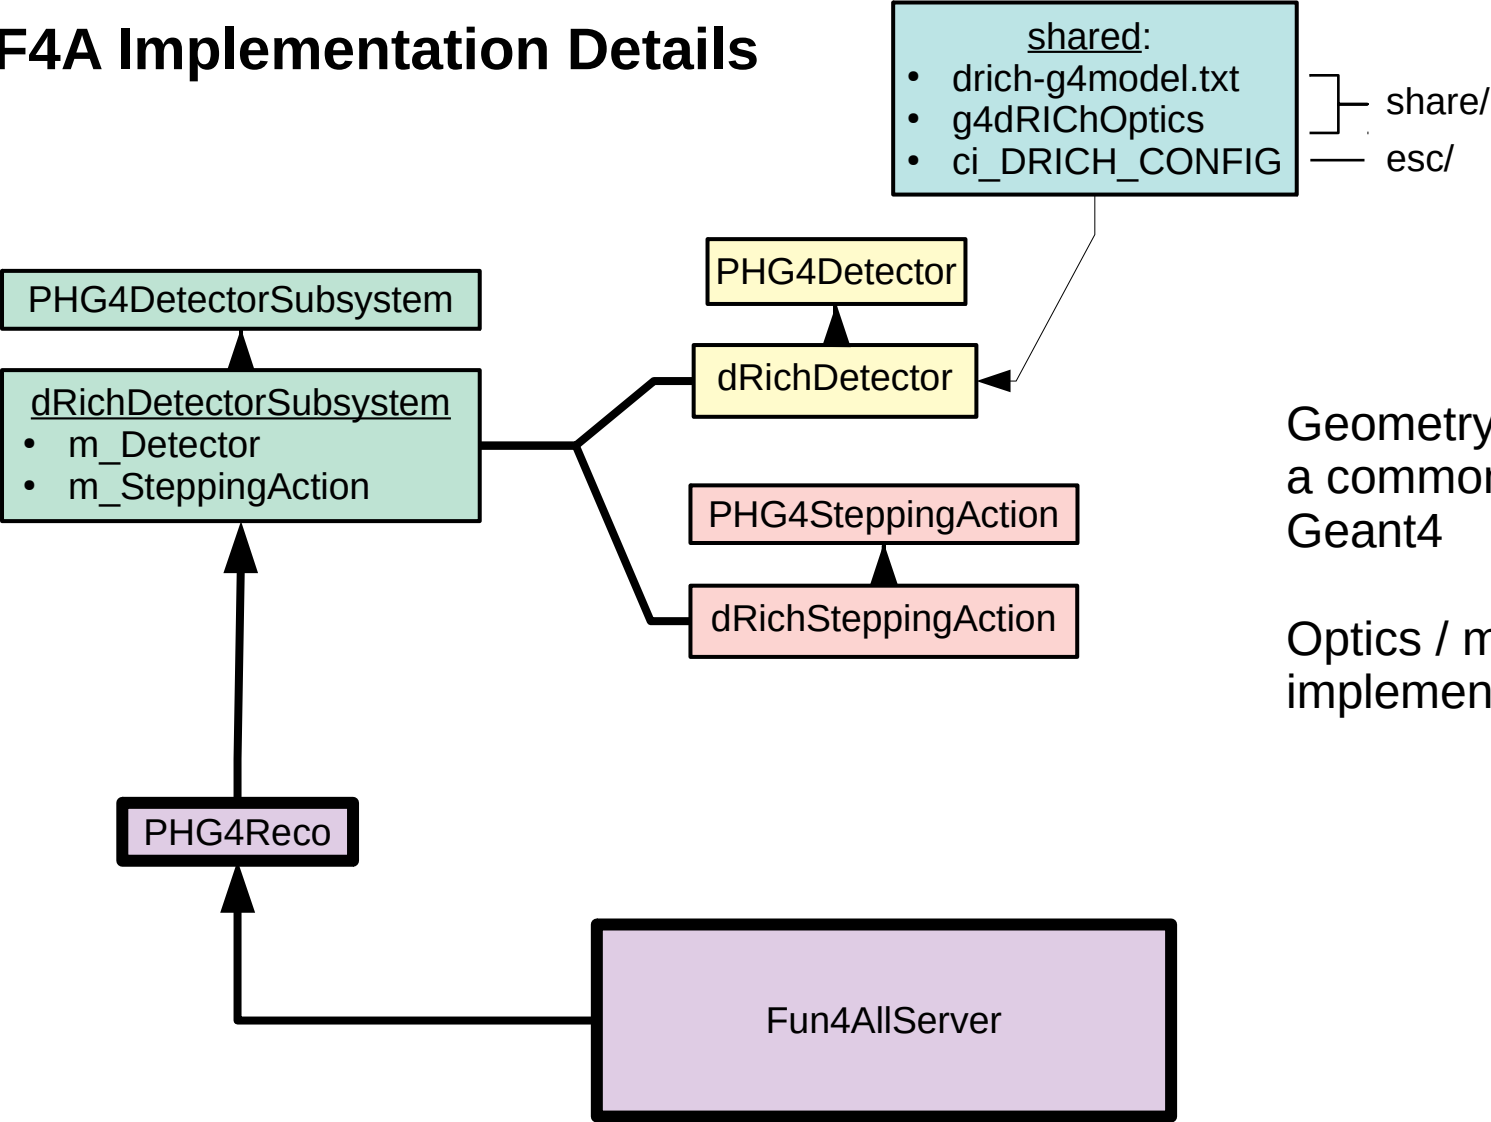 F4A Implementation Details
shared:
• drich-g4model.txt
• g4dRIChOptics
• ci_DRICH_CONFIG
share/
esc/
PHG4DetectorSubsystem
dRichDetectorSubsystem
• m_Detector
• m_SteppingAction
PHG4Detector
dRichDetector
PHG4SteppingAction
dRichSteppingAction
Geometry
a common
Geant4
Optics /
PHG4Reco
Fun4AllServer